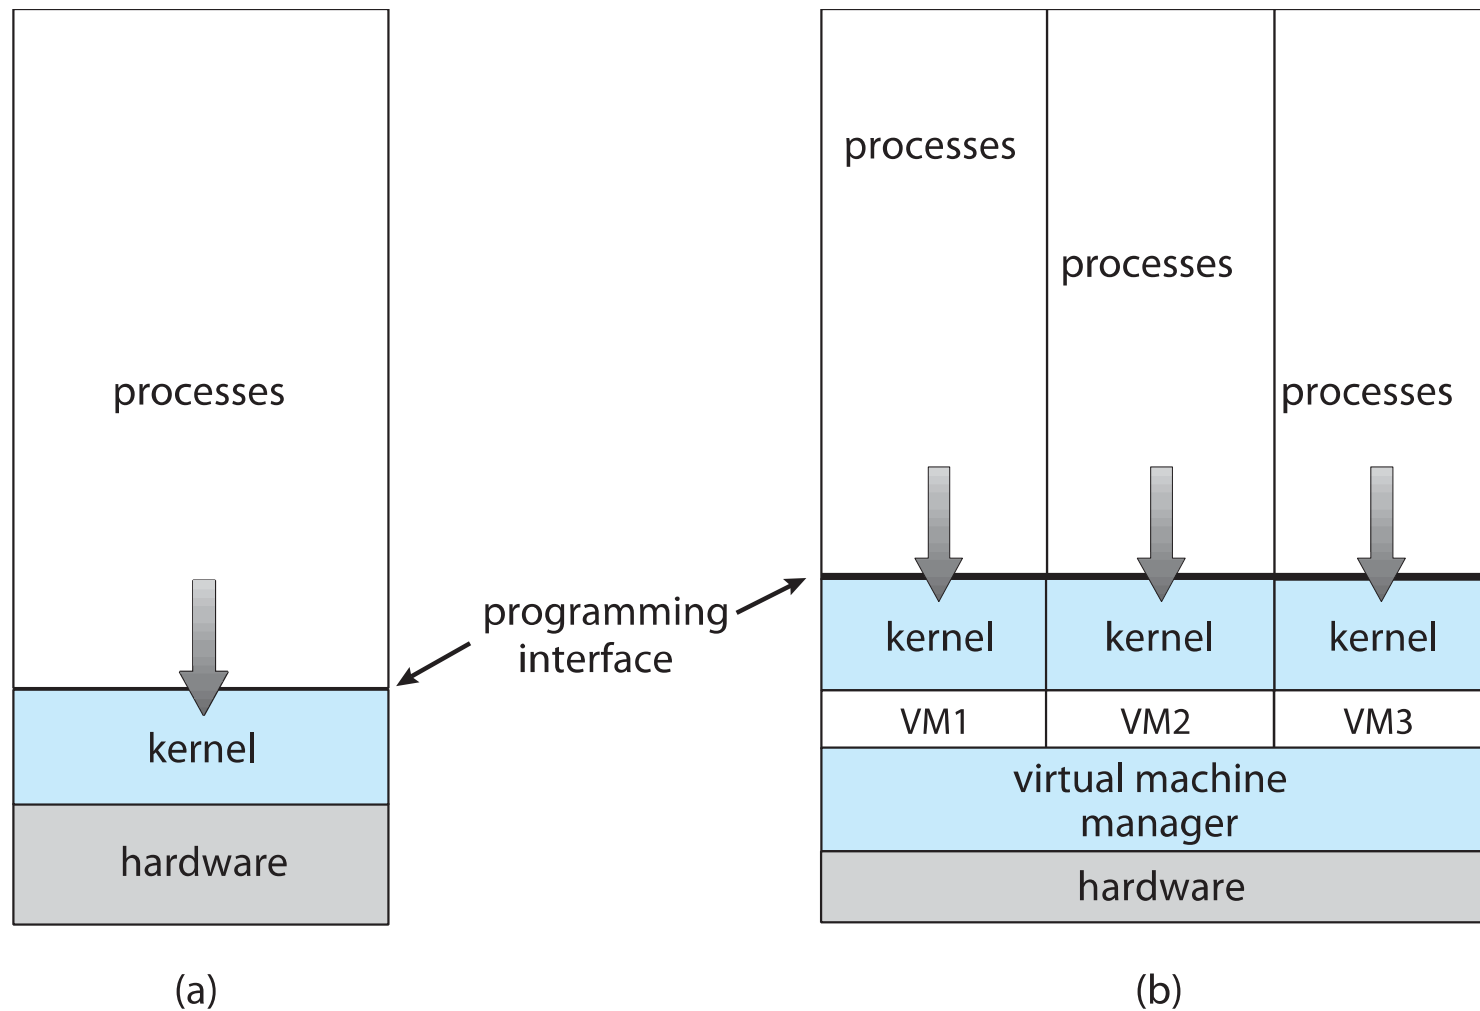 processes
kernel
hardware
(a)
programming
interface
processes
processes
processes
kernel
kernel
kernel
VM1
VM2
VM3
virtual machine
manager
hardware
(b)